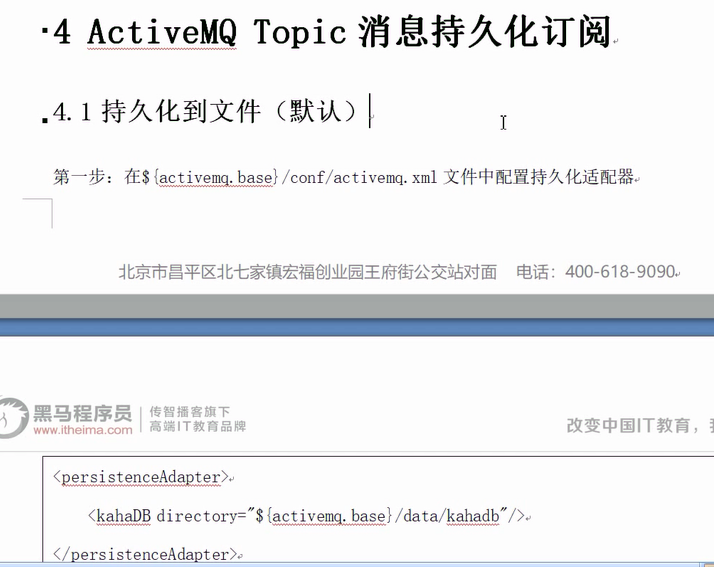 4 ActiveMQ Topic 消息持久化订阅
4.1 持久化到文件（默认）
第一步：在${activemq.base}/conf/activemq.xml 文件中配置持久化适配器
北京市昌平区北七家镇宏福创业园王府街公交站对面 电话：400-618-9090
黑马程序员
www.itheima.com
传智播客旗下
高端IT教育品牌
改变中国IT教育，
<persistenceAdapter>
<kahaDB directory="${activemq.base}/data/kahadb"/>
</persistenceAdapter>